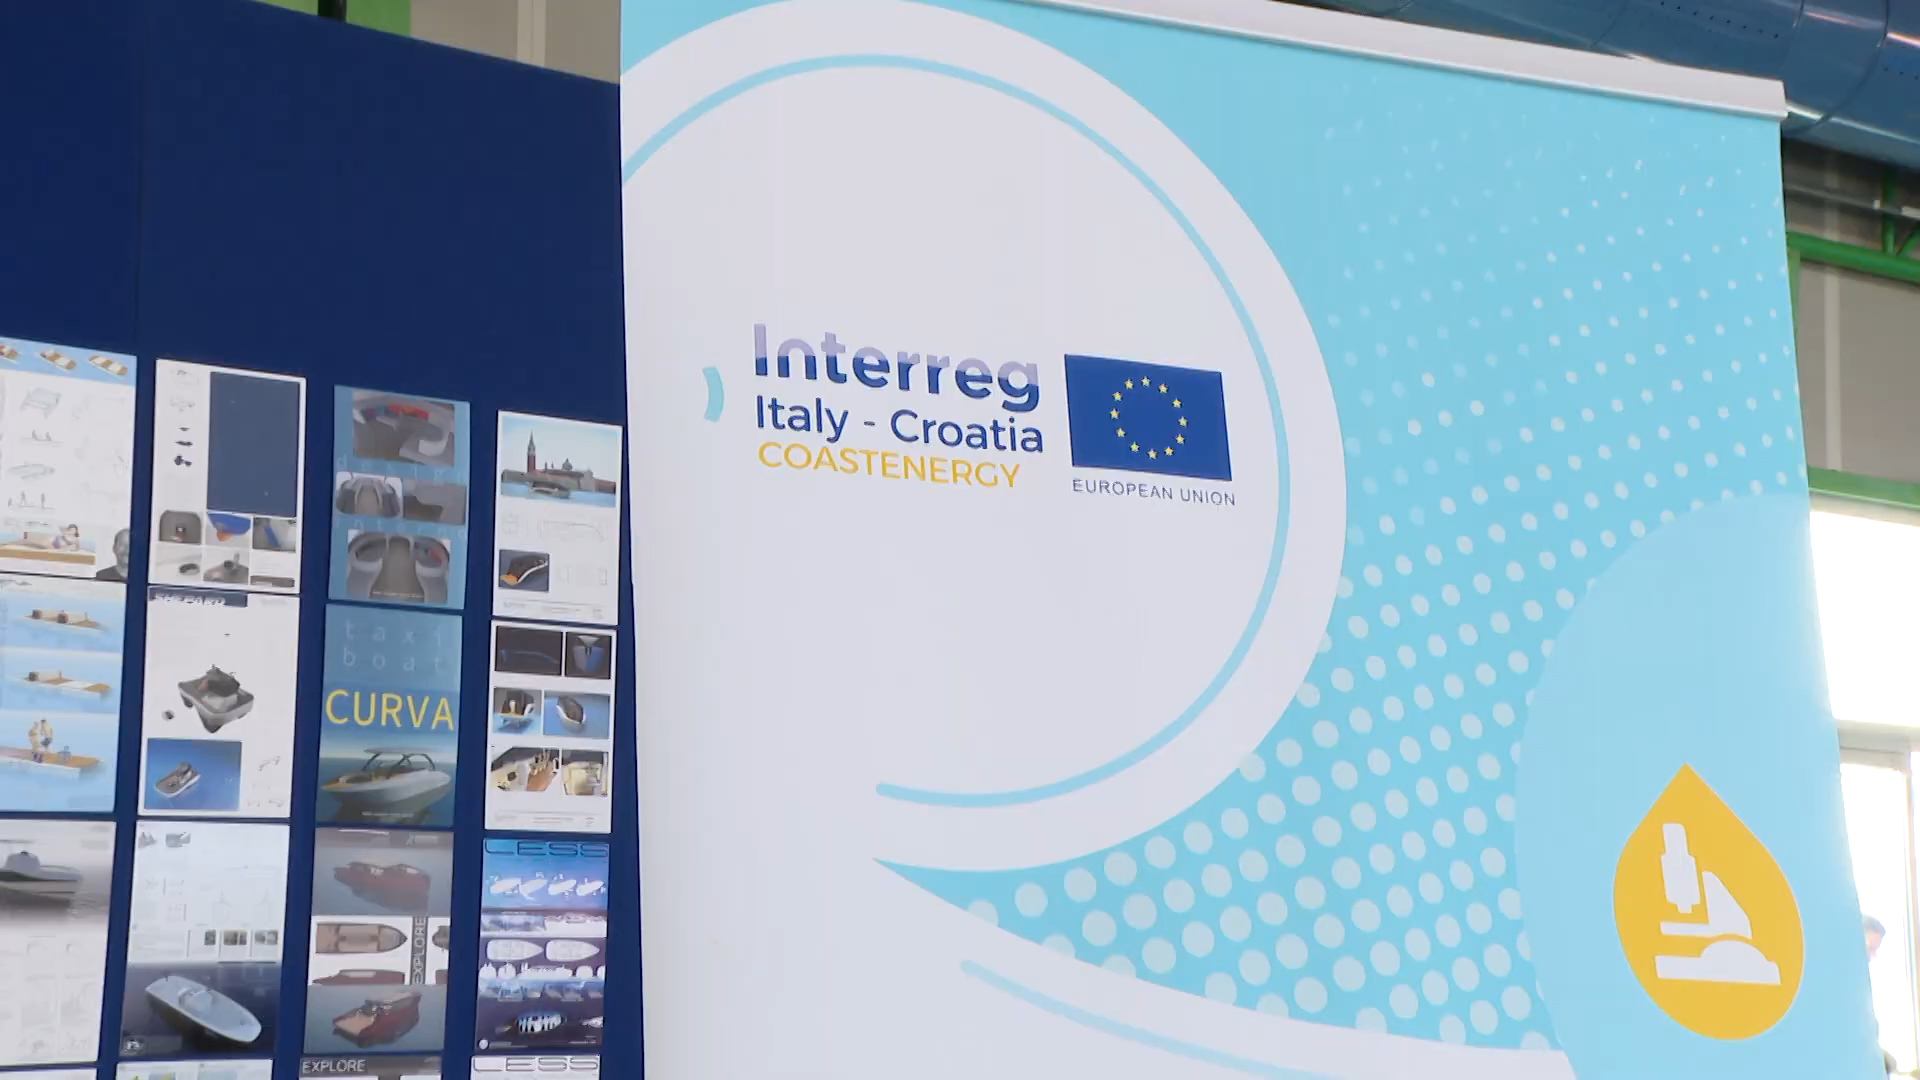 Interreg
Italy - Croatia
COASTENERGY
EUROPEAN UNION
taxi
boat
CURVA
LESS
EXPLORE
EXPLORE
LESS